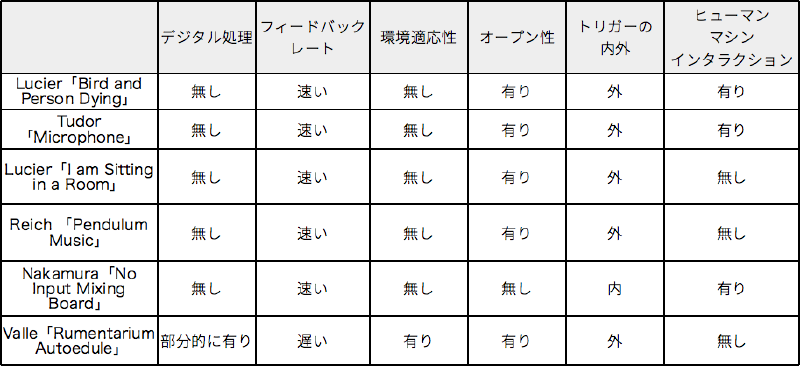 デジタル処理 フィードバック レート 環境適応性 オープン性 トリガーの 内外 ヒューマン マシン インタラクション
Lucier「Bird and
Person Dying」 無し 速い 無し 有り 外 有り
Tudor
「Microphone」 無し 速い 無し 有り 外 有り
Lucier「I am Sitting
in a Room」 無し 速い 無し 有り 外 無し
Reich 「Pendulum
Music」 無し 速い 無し 有り 外 無し
Nakamura「No
Input Mixing
Board」 無し 速い 無し 無し 内 有り
Valle「Rumentarium
Autoedule」 部分的に有り 遅い 有り 有り 外 無し